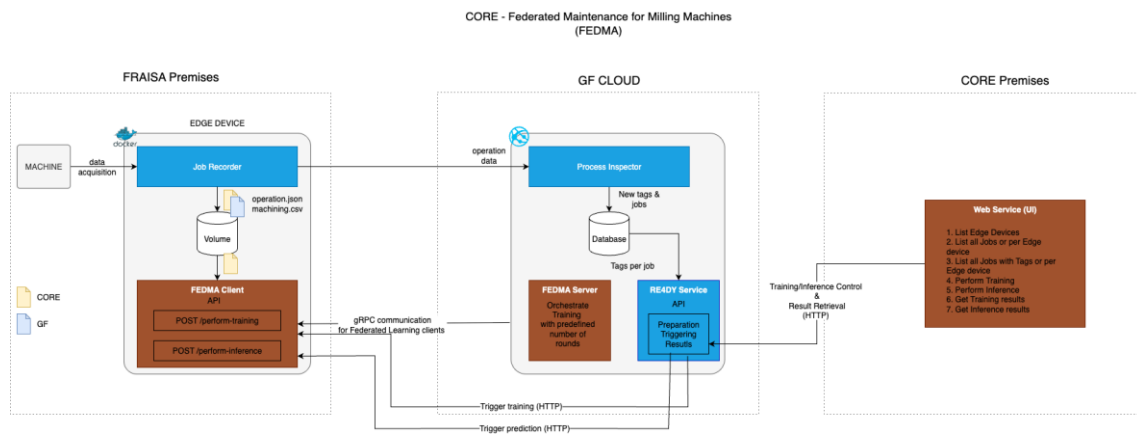 CORE - Federated Maintenance for Milling Machines
(FEDMA)
FRAISA Premises
GF CLOUD
CORE Premises
EDGE DEVICE
docker
MACHINE
data
acquisition
Job Recorder
operation
data
Process Inspector
operation.json
machining.csv
New tags &
jobs
Volume
Database
Tags per job
CORE
GF
FEDMA Client
API
POST /perform-training
POST /perform-inference
gRPC communication
for Federated Learning clients
FEDMA Server
Orchestrate
Training
with predefined
number of
rounds
RE4DY Service
API
Preparation
Triggering
Results
Training/Inference Control
&
Result Retrieval
(HTTP)
Web Service (UI)
1. List Edge Devices
2. List all Jobs or per Edge
device
3. List all Jobs with Tags or per
Edge device
4. Perform Training
5. Perform Inference
6. Get Training results
7. Get Inference results
Trigger training (HTTP)
Trigger prediction (HTTP)